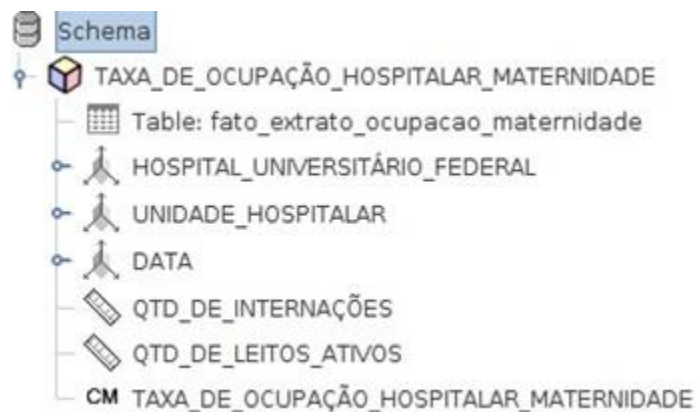 Schema
TAXA_DE_OCUPAÇÃO_HOSPITALAR_MATERNIDADE
Table: fato_extrato_ocupacao_maternidade
HOSPITAL_UNIVERSITÁRIO_FEDERAL
UNIDADE_HOSPITALAR
DATA
QTD_DE_INTERNAÇÕES
QTD_DE_LEITOS_ATIVOS
CM TAXA_DE_OCUPAÇÃO_HOSPITALAR_MATERNIDADE